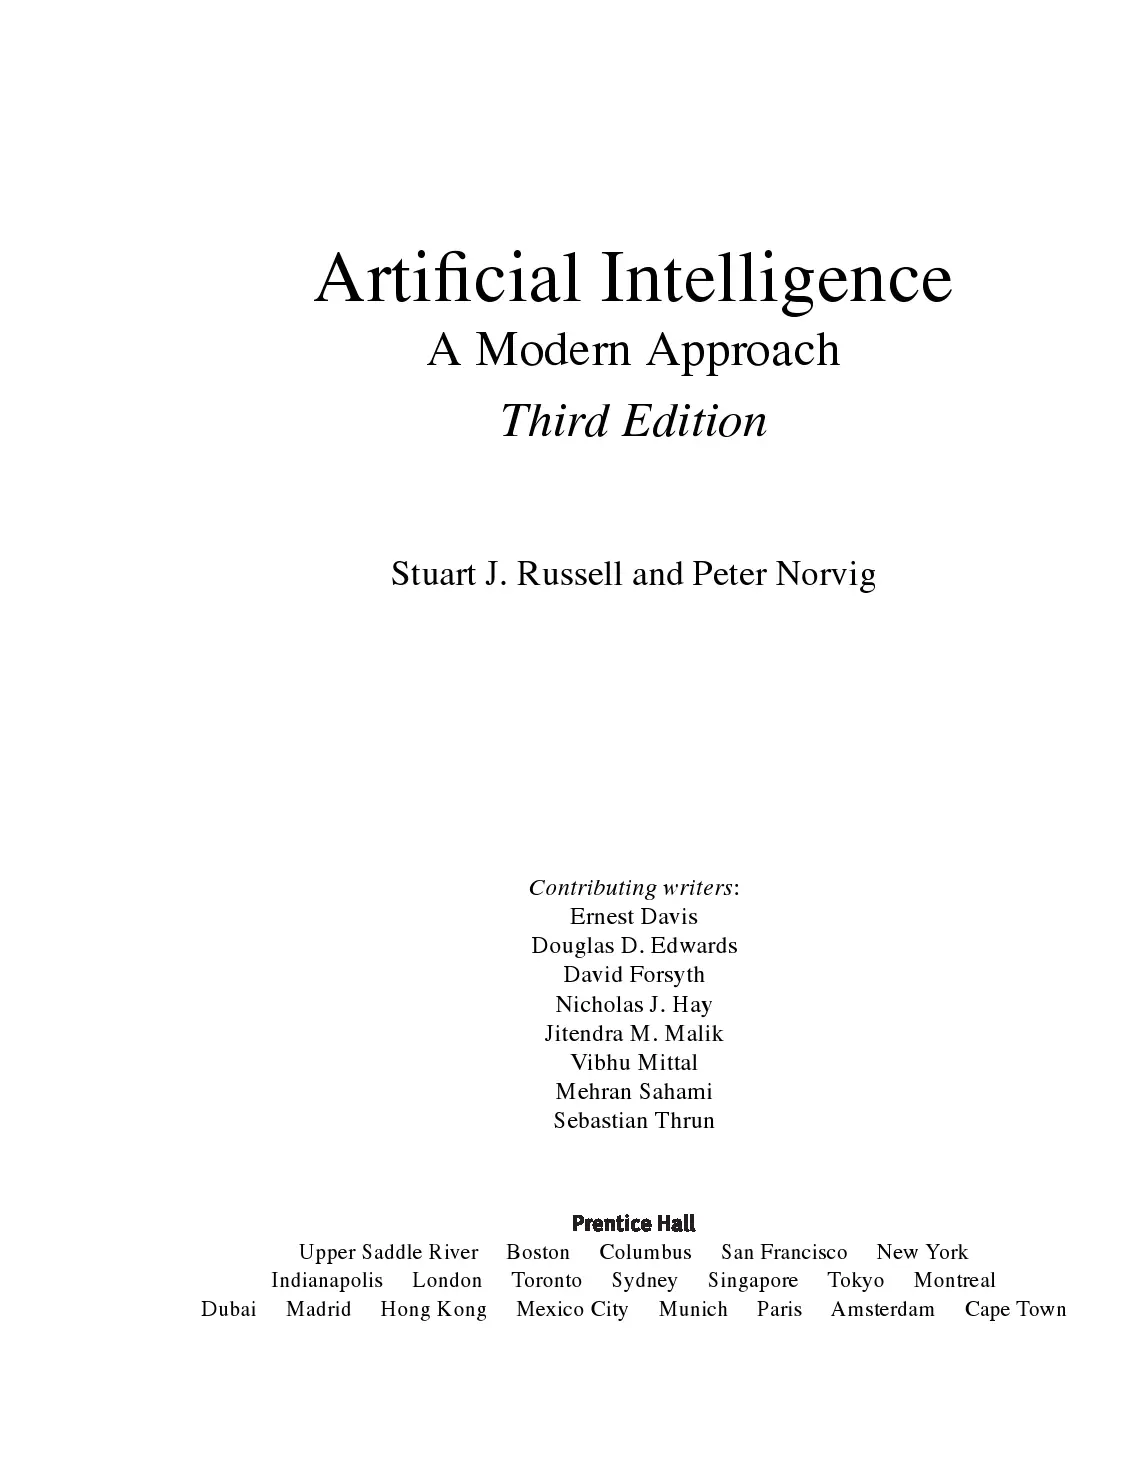 Artificial Intelligence
A Modern Approach
Third Edition
Stuart J. Russell and Peter Norvig
Contributing writers:
Ernest Davis
Douglas D. Edwards
David Forsyth
Nicholas J. Hay
Jitendra M. Malik
Vibhu Mittal
Mehran Sahami
Sebastian Thrun
Prentice Hall
Upper Saddle River Boston Columbus San Francisco New York
Indianapolis London Toronto Sydney Singapore Tokyo Montreal
Dubai Madrid Hong Kong Mexico City Munich Paris Amsterdam Cape Town